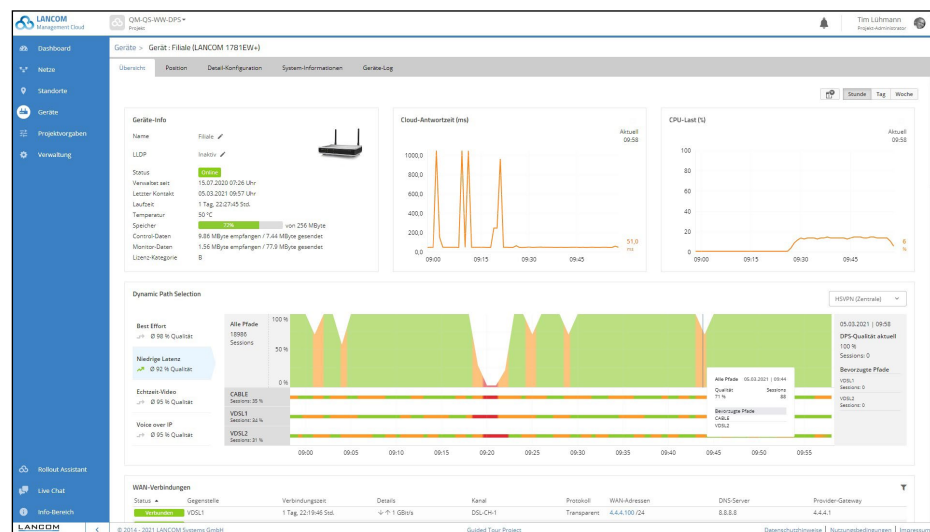 LANCOM
Management Cloud
QM-QS-WW-DPS
Projekt
Tim Lühmann
Projekt-Administrator
Dashboard
Netze
Standorte
Geräte
Projektvorgaben
Verwaltung
Rollout Assistant
Live Chat
Info-Bereich
LANCOM
Geräte » Gerät : Filiale (LANCOM 1781EW+)
Übersicht Position Detail-Konfiguration System-Informationen Geräte-Log
Stunde Tag Woche
Geräte-Info
Name Filiale
LLDP Inaktiv
Status Online
Verwaltet seit 15.07.2020 07:26 Uhr
Letzter Kontakt 05.03.2021 09:57 Uhr
Laufzeit 1 Tag, 22:27:45 Std.
Temperatur 50 °C
Speicher 77% von 256 MByte
Control-Daten 9.86 MByte empfangen / 7.44 MByte gesendet
Monitor-Daten 1.56 MByte empfangen / 77.9 MByte gesendet
Lizenz-Kategorie B
Cloud-Antwortzeit (ms)
Aktuell
09:58
1000,0
800,0
600,0
400,0
200,0
0,0
51,0
ms
09:00 09:15 09:30 09:45
CPU-Last (%)
Aktuell
09:58
100
80
60
40
20
0
6
%
09:00 09:15 09:30 09:45
Dynamic Path Selection
HSVPN (Zentrale)
Best Effort
Ø 98 % Qualität
Niedrige Latenz
Ø 92 % Qualität
Echtzeit-Video
Ø 95 % Qualität
Voice over IP
Ø 95 % Qualität
Alle Pfade
18986
Sessions
100 %
50 %
0 %
CABLE
Sessions: 35 %
VDSL1
Sessions: 34 %
VDSL2
Sessions: 31 %
09:00 09:05 09:10 09:15 09:20 09:25 09:30 09:35 09:40 09:45 09:50 09:55
Alle Pfade 05.03.2021 | 09:44
Qualität Sessions
71 % 88
Bevorzugte Pfade
CABLE
VDSL2
05.03.2021 | 09:58
DPS-Qualität aktuell
100 %
Sessions: 0
Bevorzugte Pfade
VDSL1
Sessions: 0
VDSL2
Sessions: 0
WAN-Verbindungen
Status Gegenstelle Verbindungszeit Details Kanal Protokoll WAN-Adressen DNS-Server Provider-Gateway
Verbunden VDSL1 1 Tag, 22:19:46 Std. 1 GBit/s DSL-CH-1 Transparent 4.4.4.100 /24 8.8.8.8 4.4.4.1
© 2014 - 2021 LANCOM Systems GmbH Guided Tour Projekt Datenschutzhinweise | Nutzungsbedingungen | Impressum